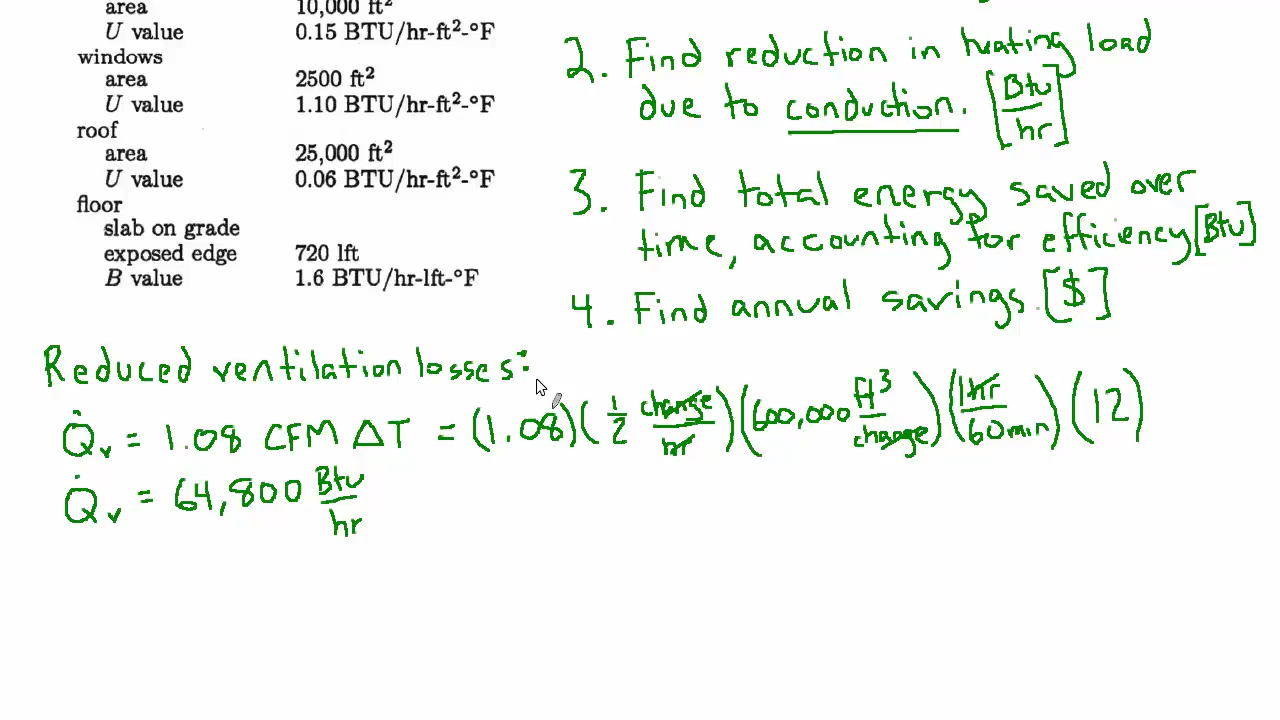 area 10,000 ft²
U value 0.15 BTU/hr-ft²-°F
windows
area 2500 ft²
U value 1.10 BTU/hr-ft²-°F
roof
area 25,000 ft²
U value 0.06 BTU/hr-ft²-°F
floor
slab on grade
exposed edge 720 lft
B value 1.6 BTU/hr-lft-°F
2. Find reduction in heating load
due to conduction. [Btu/hr]
3. Find total energy saved over
time, accounting for efficiency [Btu]
4. Find annual savings. [$]
Reduced ventilation losses:
Q̇v = 1.08 CFM ΔT = (1.08)(1/2 change/hr)(600,000 ft³/change)(1hr/60min)(12)
Q̇v = 64,800 Btu/hr